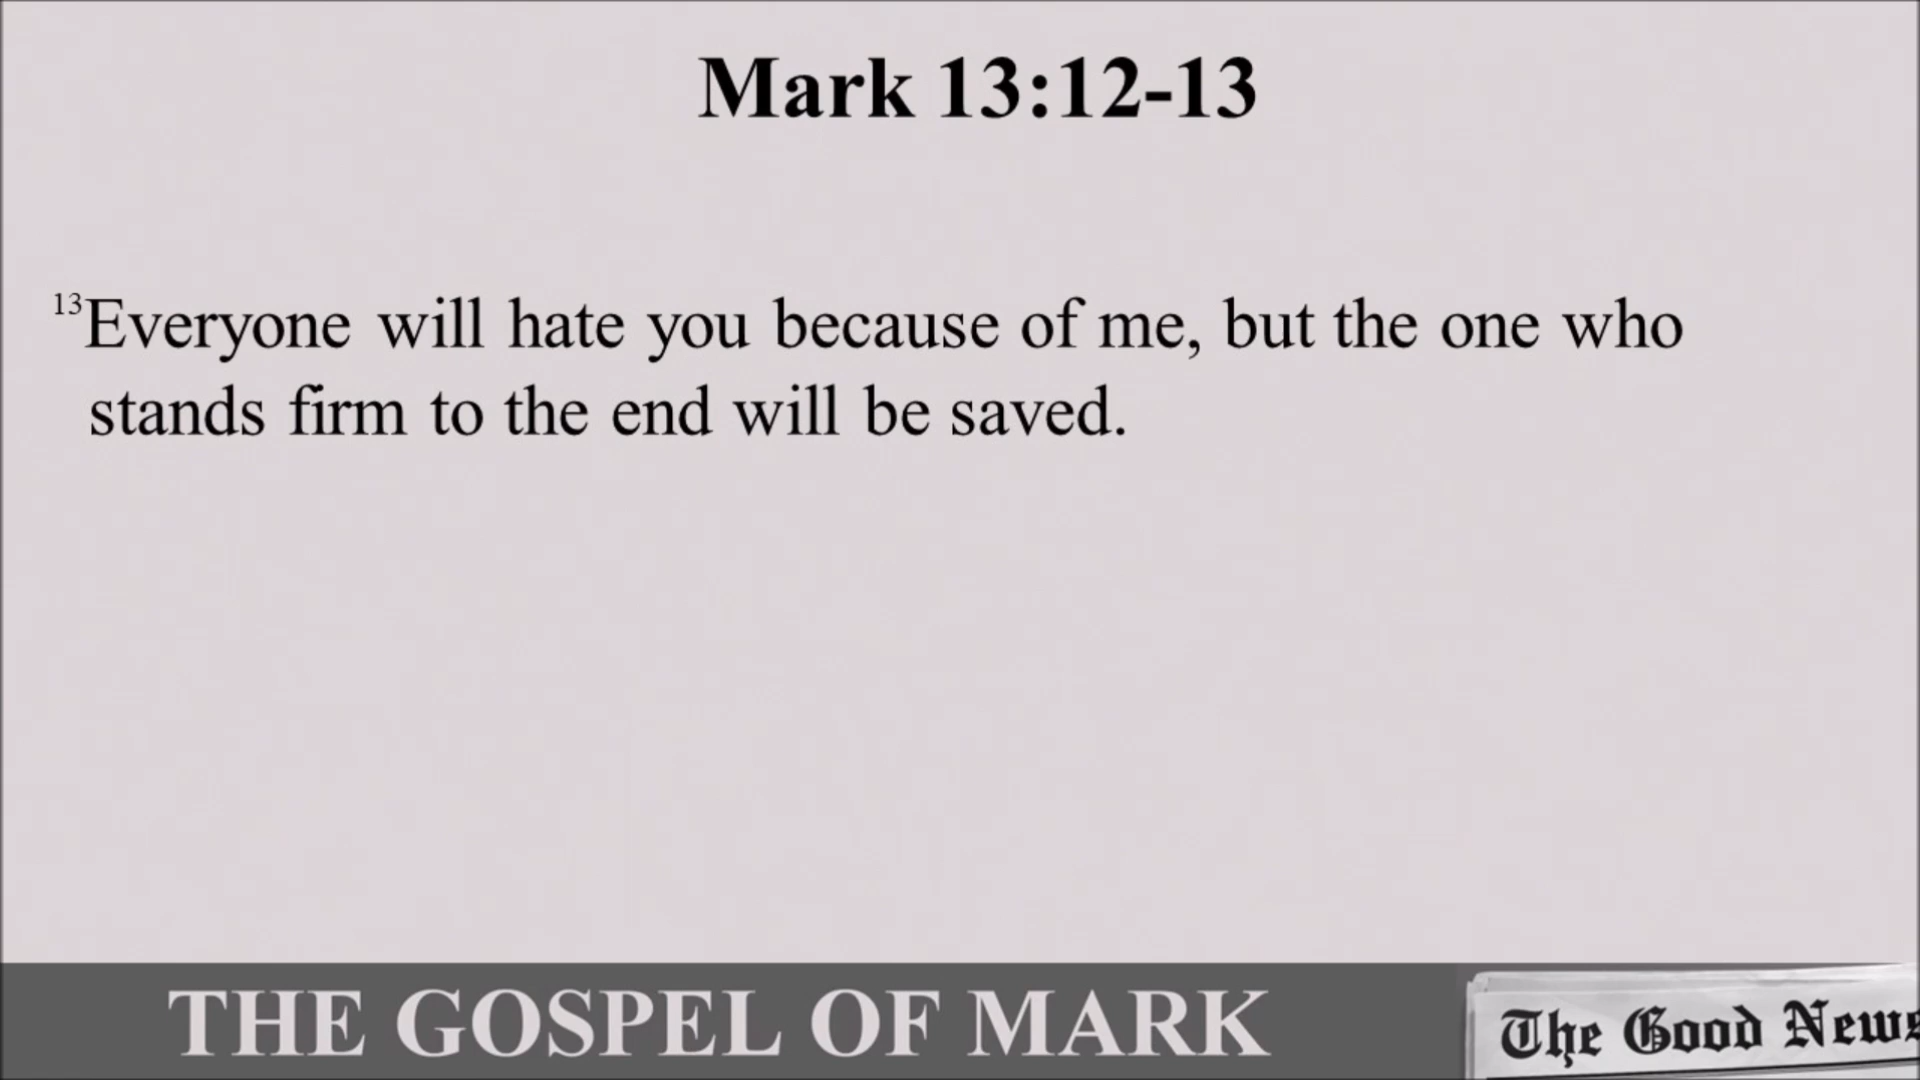 Mark 13:12-13
13Everyone will hate you because of me, but the one who
stands firm to the end will be saved.
THE GOSPEL OF MARK
The Good News